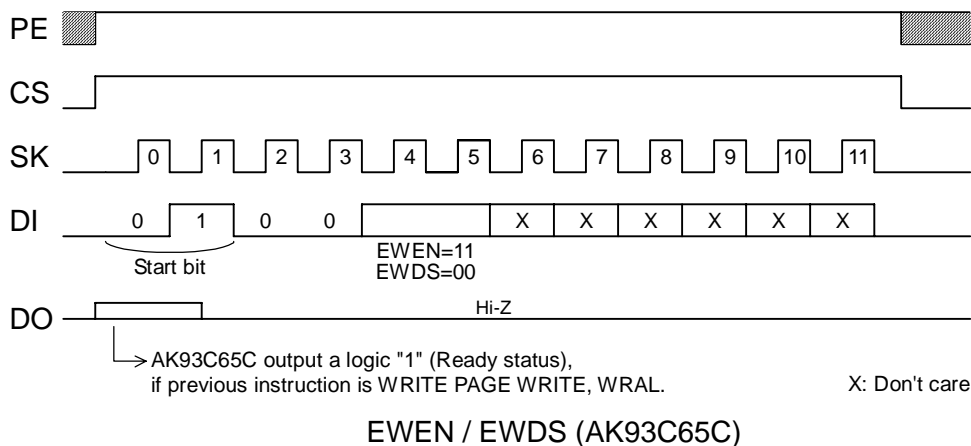 PE
CS
SK 0 1 2 3 4 5 6 7 8 9 10 11
DI 0 1 0 0 X X X X X X
Start bit
EWEN=11
EWDS=00
DO Hi-Z
AK93C65C output a logic "1" (Ready status),
if previous instruction is WRITE PAGE WRITE, WRAL.
X: Don't care
EWEN / EWDS (AK93C65C)